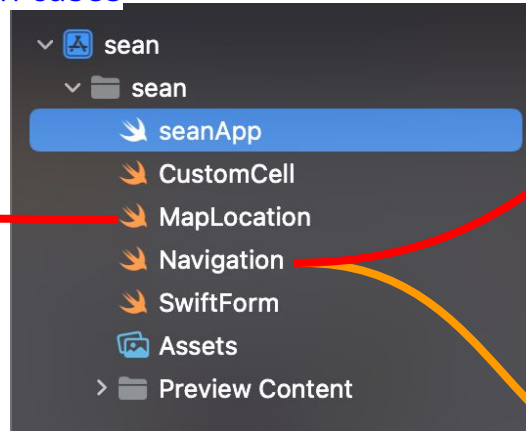 sean
sean
seanApp
CustomCell
MapLocation
Navigation
SwiftForm
Assets
Preview Content